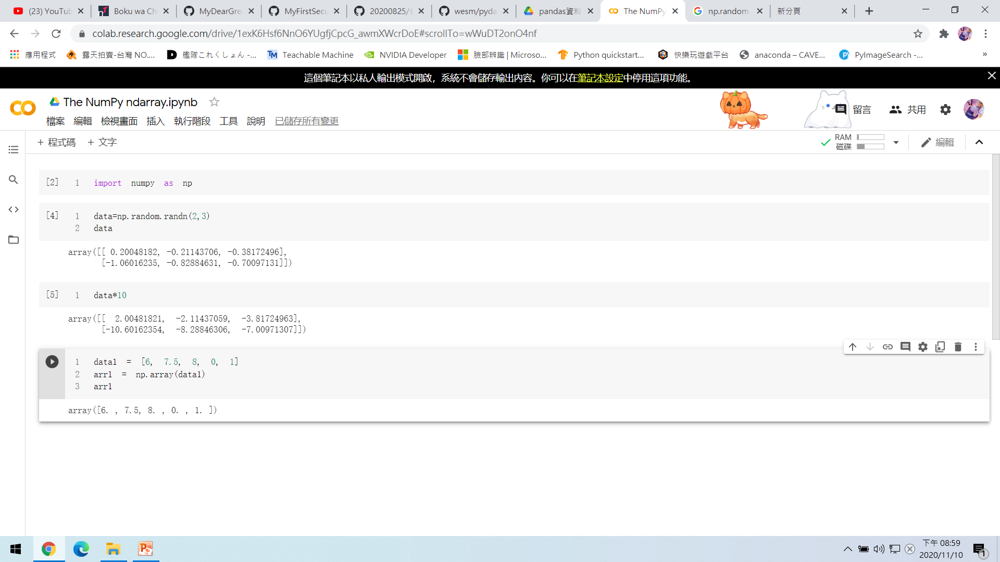 (23) YouTub
Boku wa Ch
MyDearGre
MyFirstSecu
20200825/
wesm/pyda
pandas資料
The NumPy
np.random
新分頁
colab.research.google.com/drive/1exK6Hsf6NnO6YUgfjCpcG_awmXWcrDoE#scrollTo=wWuDT2onO4nf
應用程式
露天拍賣-台灣 NO....
艦隊これくしょん -...
Teachable Machine
NVIDIA Developer
臉部辨識 | Microso...
Python quickstart...
快樂玩遊戲平台
anaconda – CAVE...
PyImageSearch -...
»
這個筆記本以私人輸出模式開啟，系統不會儲存輸出內容。你可以在筆記本設定中停用這項功能。
The NumPy ndarray.ipynb
留言
共用
檔案 編輯 檢視畫面 插入 執行階段 工具 說明 已儲存所有變更
+ 程式碼 + 文字
RAM
磁碟
編輯
[2] 1 import numpy as np
[4] 1 data=np.random.randn(2,3)
2 data
array([[ 0.20048182, -0.21143706, -0.38172496],
[-1.06016235, -0.82884631, -0.70097131]])
[5] 1 data*10
array([[ 2.00481821, -2.11437059, -3.81724963],
[-10.60162354, -8.28846306, -7.00971307]])
1 data1 = [6, 7.5, 8, 0, 1]
2 arr1 = np.array(data1)
3 arr1
array([6. , 7.5, 8. , 0. , 1. ])
下午 08:59
2020/11/10
1